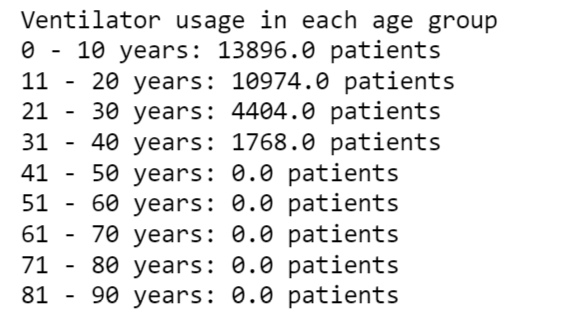 Ventilator usage in each age group
0 - 10 years: 13896.0 patients
11 - 20 years: 10974.0 patients
21 - 30 years: 4404.0 patients
31 - 40 years: 1768.0 patients
41 - 50 years: 0.0 patients
51 - 60 years: 0.0 patients
61 - 70 years: 0.0 patients
71 - 80 years: 0.0 patients
81 - 90 years: 0.0 patients